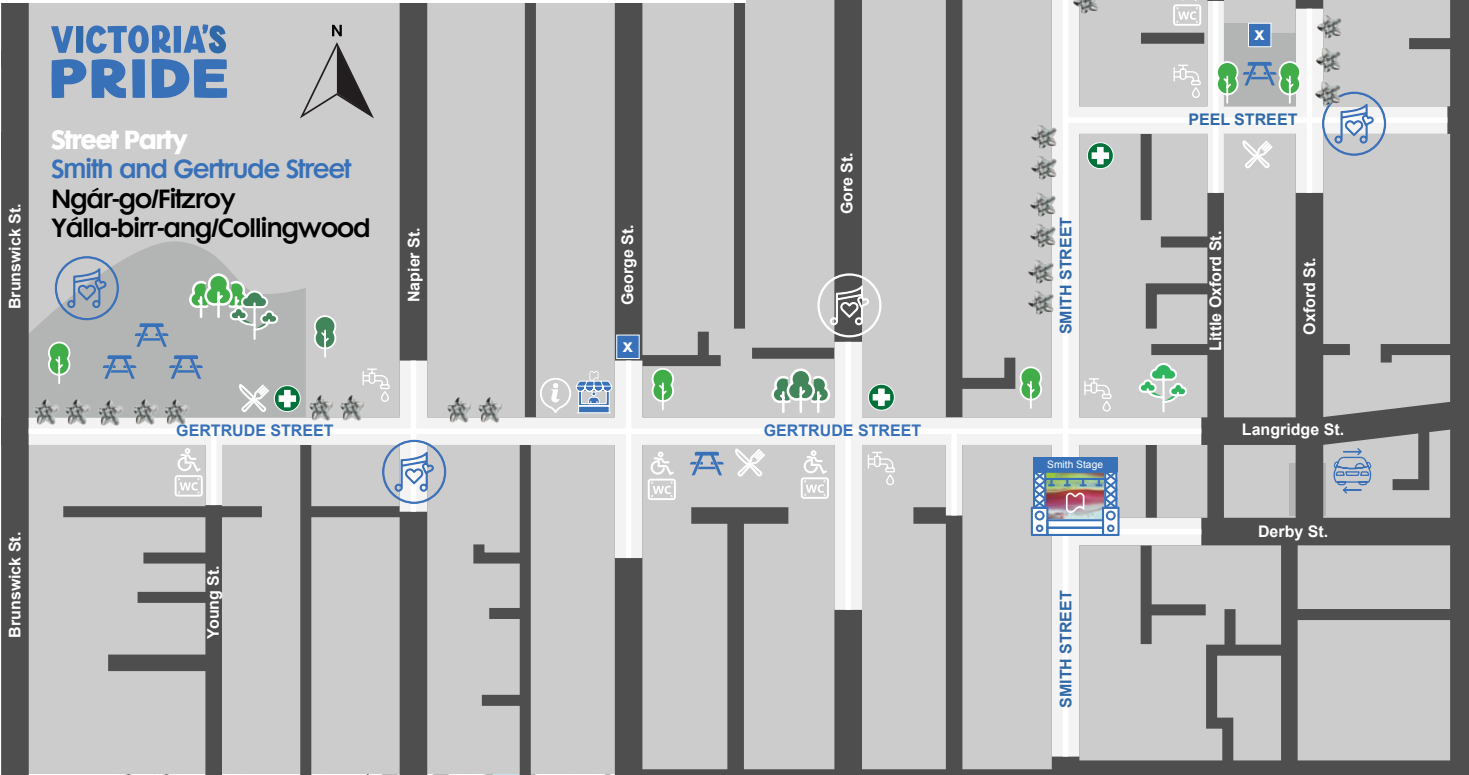 VICTORIA'S
PRIDE
N
Street Party
Smith and Gertrude Street
Ngár-go/Fitzroy
Yálla-birr-ang/Collingwood
WC
X
PEEL STREET
Brunswick St.
Napier St.
George St.
Gore St.
SMITH STREET
Little Oxford St.
Oxford St.
X
i
GERTRUDE STREET
GERTRUDE STREET
Langridge St.
WC
WC
WC
Smith Stage
Derby St.
Brunswick St.
Young St.
SMITH STREET